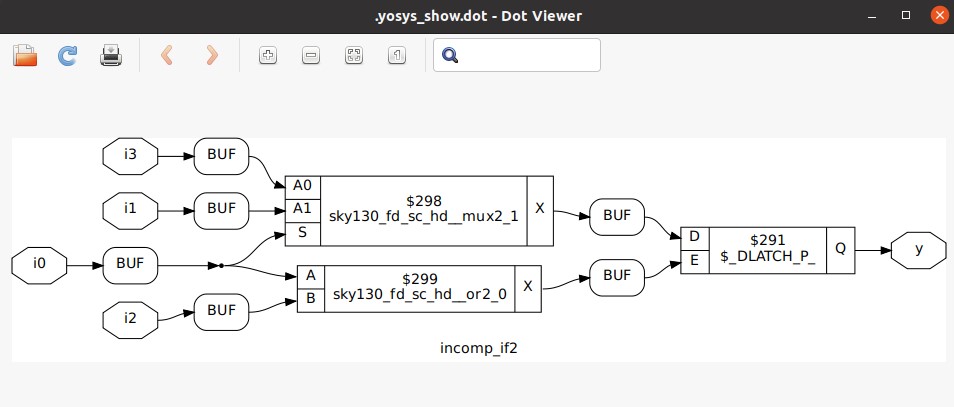 .yosys_show.dot - Dot Viewer
i3
BUF
i1
BUF
i0
BUF
i2
BUF
A0
A1
S
$298
sky130_fd_sc_hd__mux2_1
X
A
B
$299
sky130_fd_sc_hd__or2_0
X
BUF
BUF
D
E
$291
$_DLATCH_P_
Q
y
incomp_if2